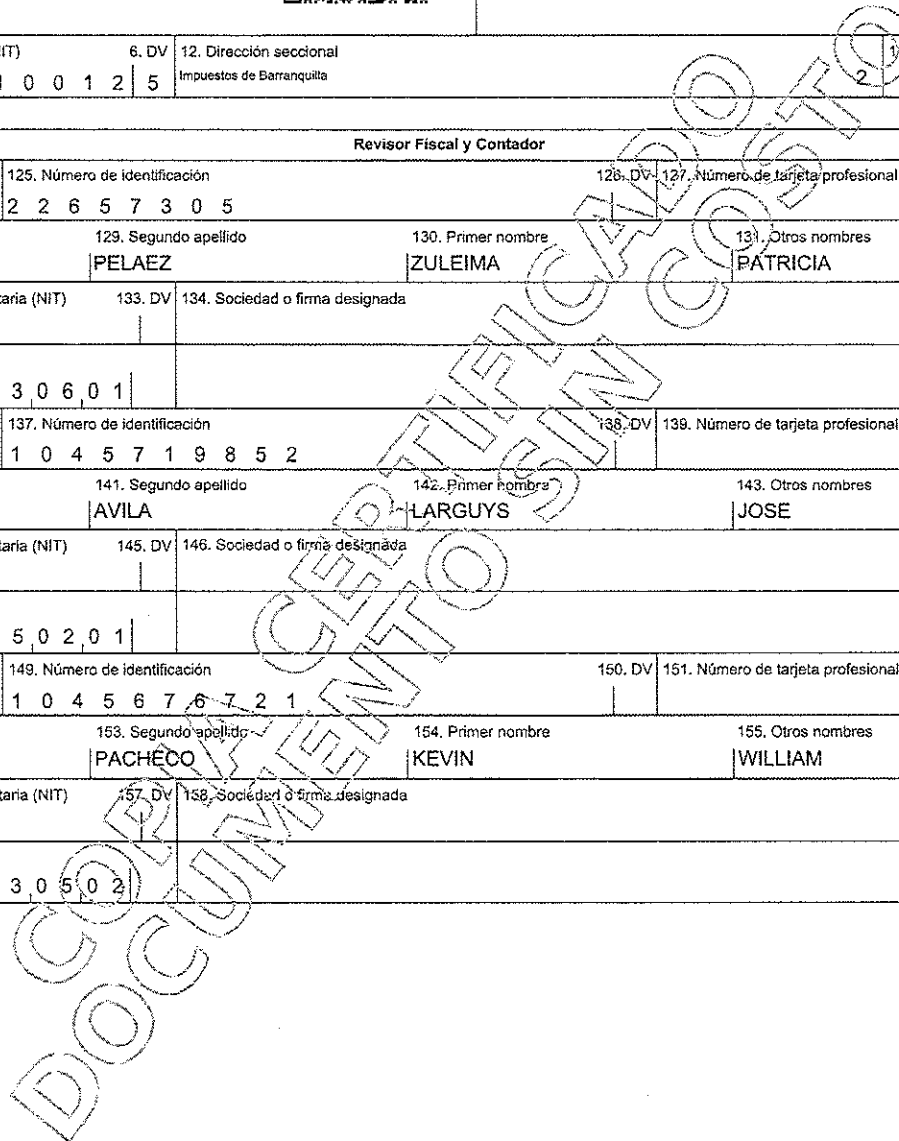 IT) 6. DV 12. Dirección seccional
0 0 1 2 5 Impuestos de Barranquilla 2
Revisor Fiscal y Contador
125. Número de identificación 126. DV 127. Número de tarjeta profesional
2 2 6 5 7 3 0 5
129. Segundo apellido 130. Primer nombre 131. Otros nombres
PELAEZ ZULEIMA PATRICIA
taria (NIT) 133. DV 134. Sociedad o firma designada
3 0 6 0 1
137. Número de identificación 138. DV 139. Número de tarjeta profesional
1 0 4 5 7 1 9 8 5 2
141. Segundo apellido 142. Primer nombre 143. Otros nombres
AVILA LARGUYS JOSE
taria (NIT) 145. DV 146. Sociedad o firma designada
5 0 2 0 1
149. Número de identificación 150. DV 151. Número de tarjeta profesional
1 0 4 5 6 7 6 7 2 1
153. Segundo apellido 154. Primer nombre 155. Otros nombres
PACHECO KEVIN WILLIAM
taria (NIT) 157. DV 158. Sociedad o firma designada
3 0 5 0 2
COPIA CERTIFICADO
DOCUMENTO SIN COSTO